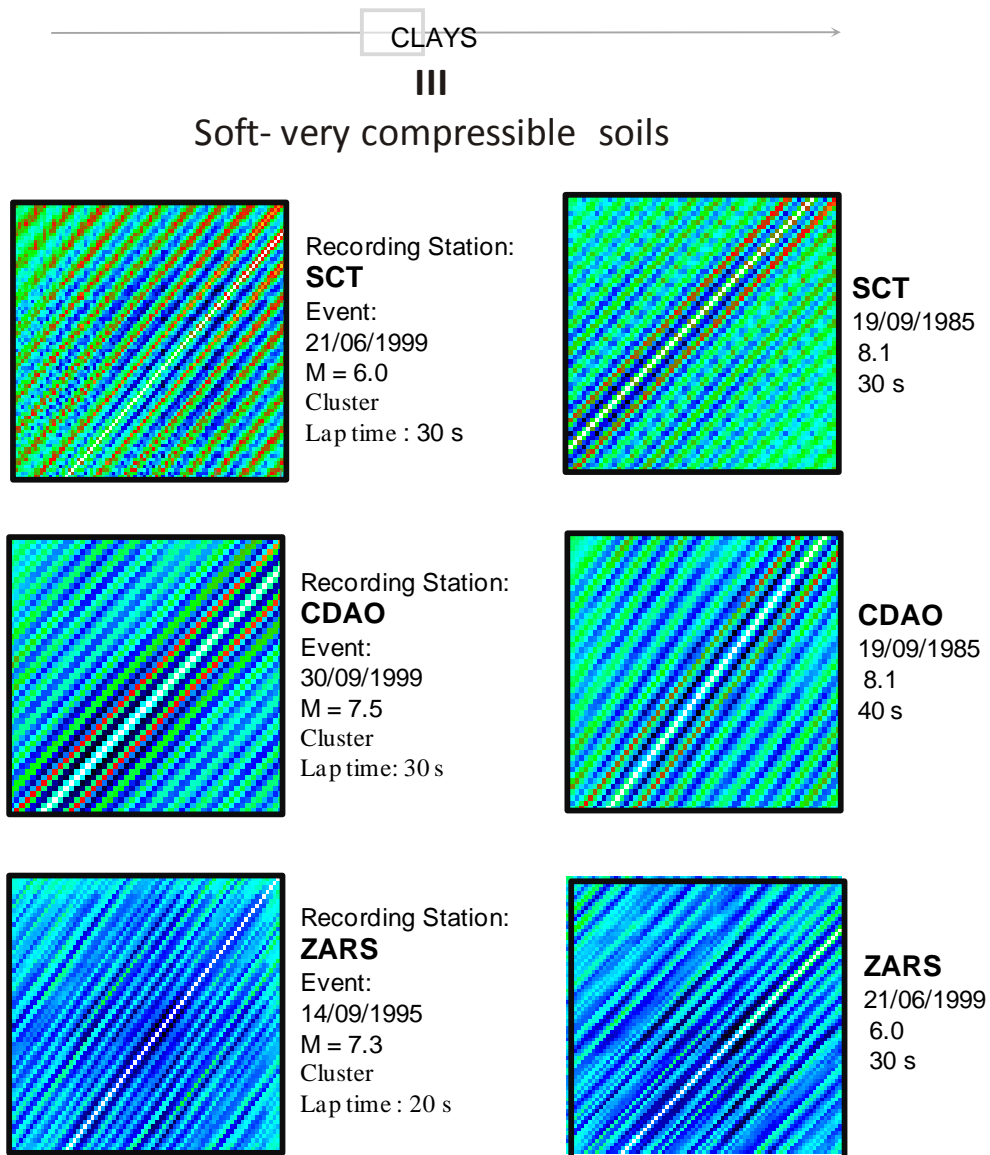 CLAYS
III
Soft- very compressible soils
Recording Station:
SCT
Event:
21/06/1999
M = 6.0
Cluster
Lap time : 30 s
SCT
19/09/1985
8.1
30 s
Recording Station:
CDAO
Event:
30/09/1999
M = 7.5
Cluster
Lap time: 30 s
CDAO
19/09/1985
8.1
40 s
Recording Station:
ZARS
Event:
14/09/1995
M = 7.3
Cluster
Lap time : 20 s
ZARS
21/06/1999
6.0
30 s